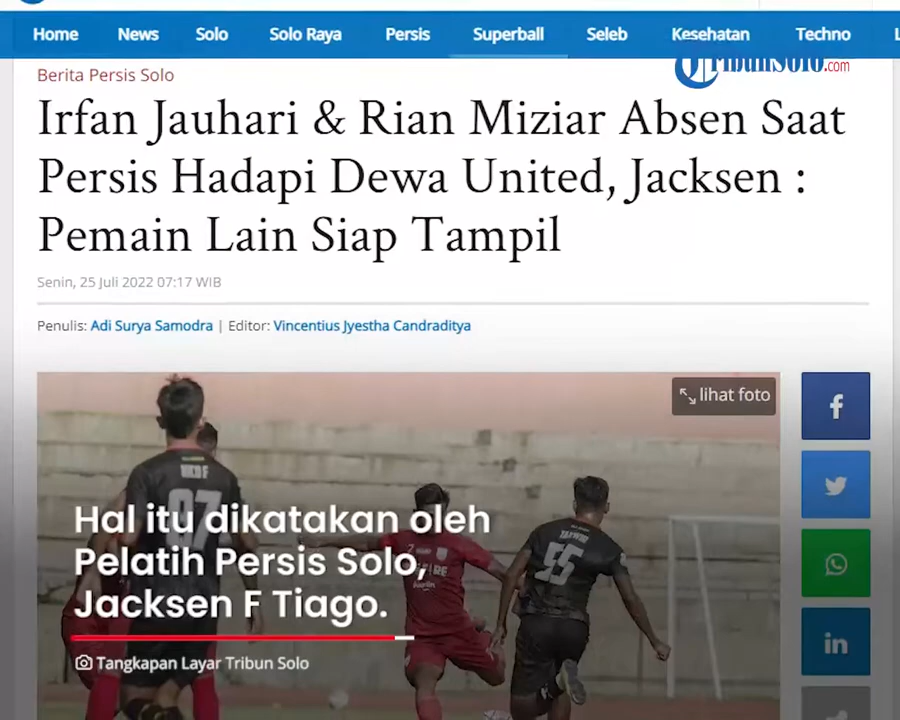 Home News Solo Solo Raya Persis Superball Seleb Kesehatan Techno
TribunSolo.com
Berita Persis Solo
Irfan Jauhari & Rian Miziar Absen Saat
Persis Hadapi Dewa United, Jacksen :
Pemain Lain Siap Tampil
Senin, 25 Juli 2022 07:17 WIB
Penulis: Adi Surya Samodra | Editor: Vincentius Jyestha Candraditya
lihat foto
97
55
Hal itu dikatakan oleh
Pelatih Persis Solo,
Jacksen F Tiago.
Tangkapan Layar Tribun Solo